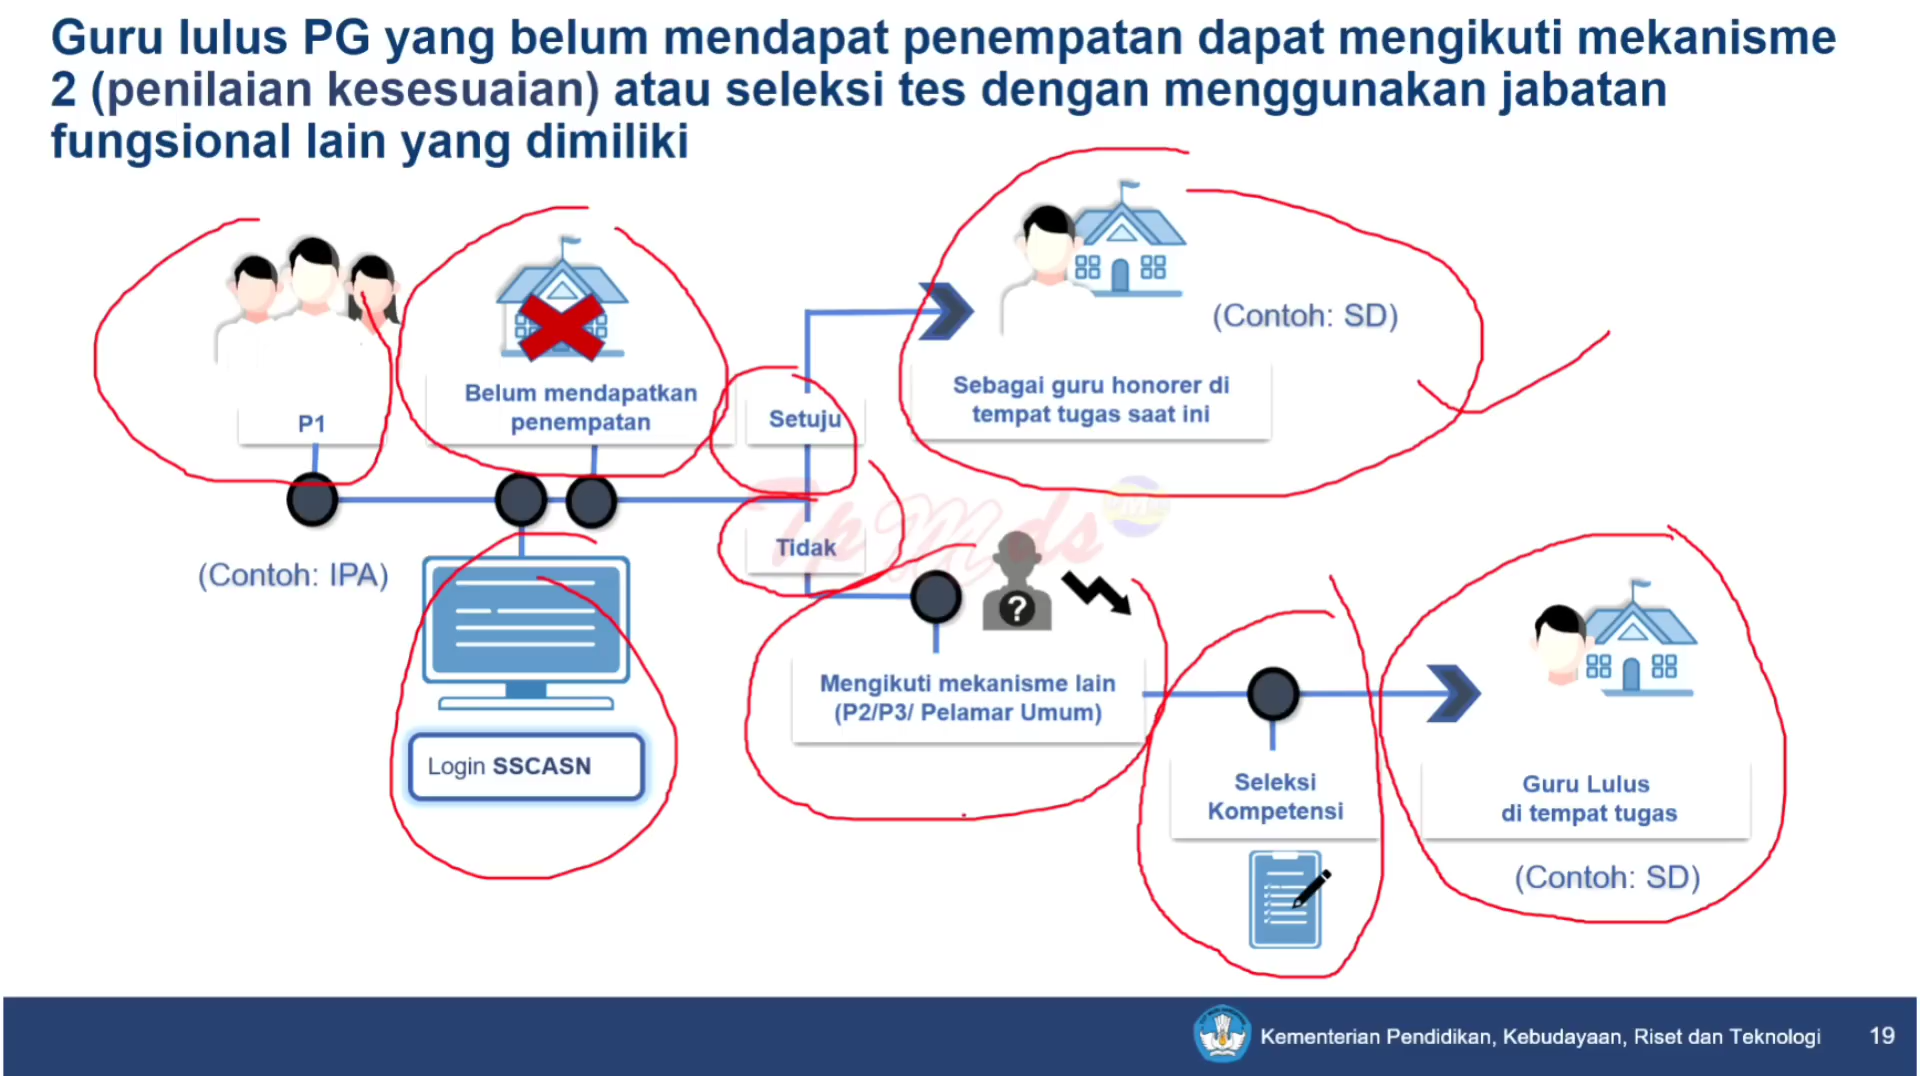 Guru lulus PG yang belum mendapat penempatan dapat mengikuti mekanisme
2 (penilaian kesesuaian) atau seleksi tes dengan menggunakan jabatan
fungsional lain yang dimiliki
(Contoh: SD)
Belum mendapatkan
penempatan
Sebagai guru honorer di
tempat tugas saat ini
P1
Setuju
Tidak
(Contoh: IPA)
?
Mengikuti mekanisme lain
(P2/P3/ Pelamar Umum)
Login SSCASN
Seleksi
Kompetensi
Guru Lulus
di tempat tugas
(Contoh: SD)
Kementerian Pendidikan, Kebudayaan, Riset dan Teknologi
19